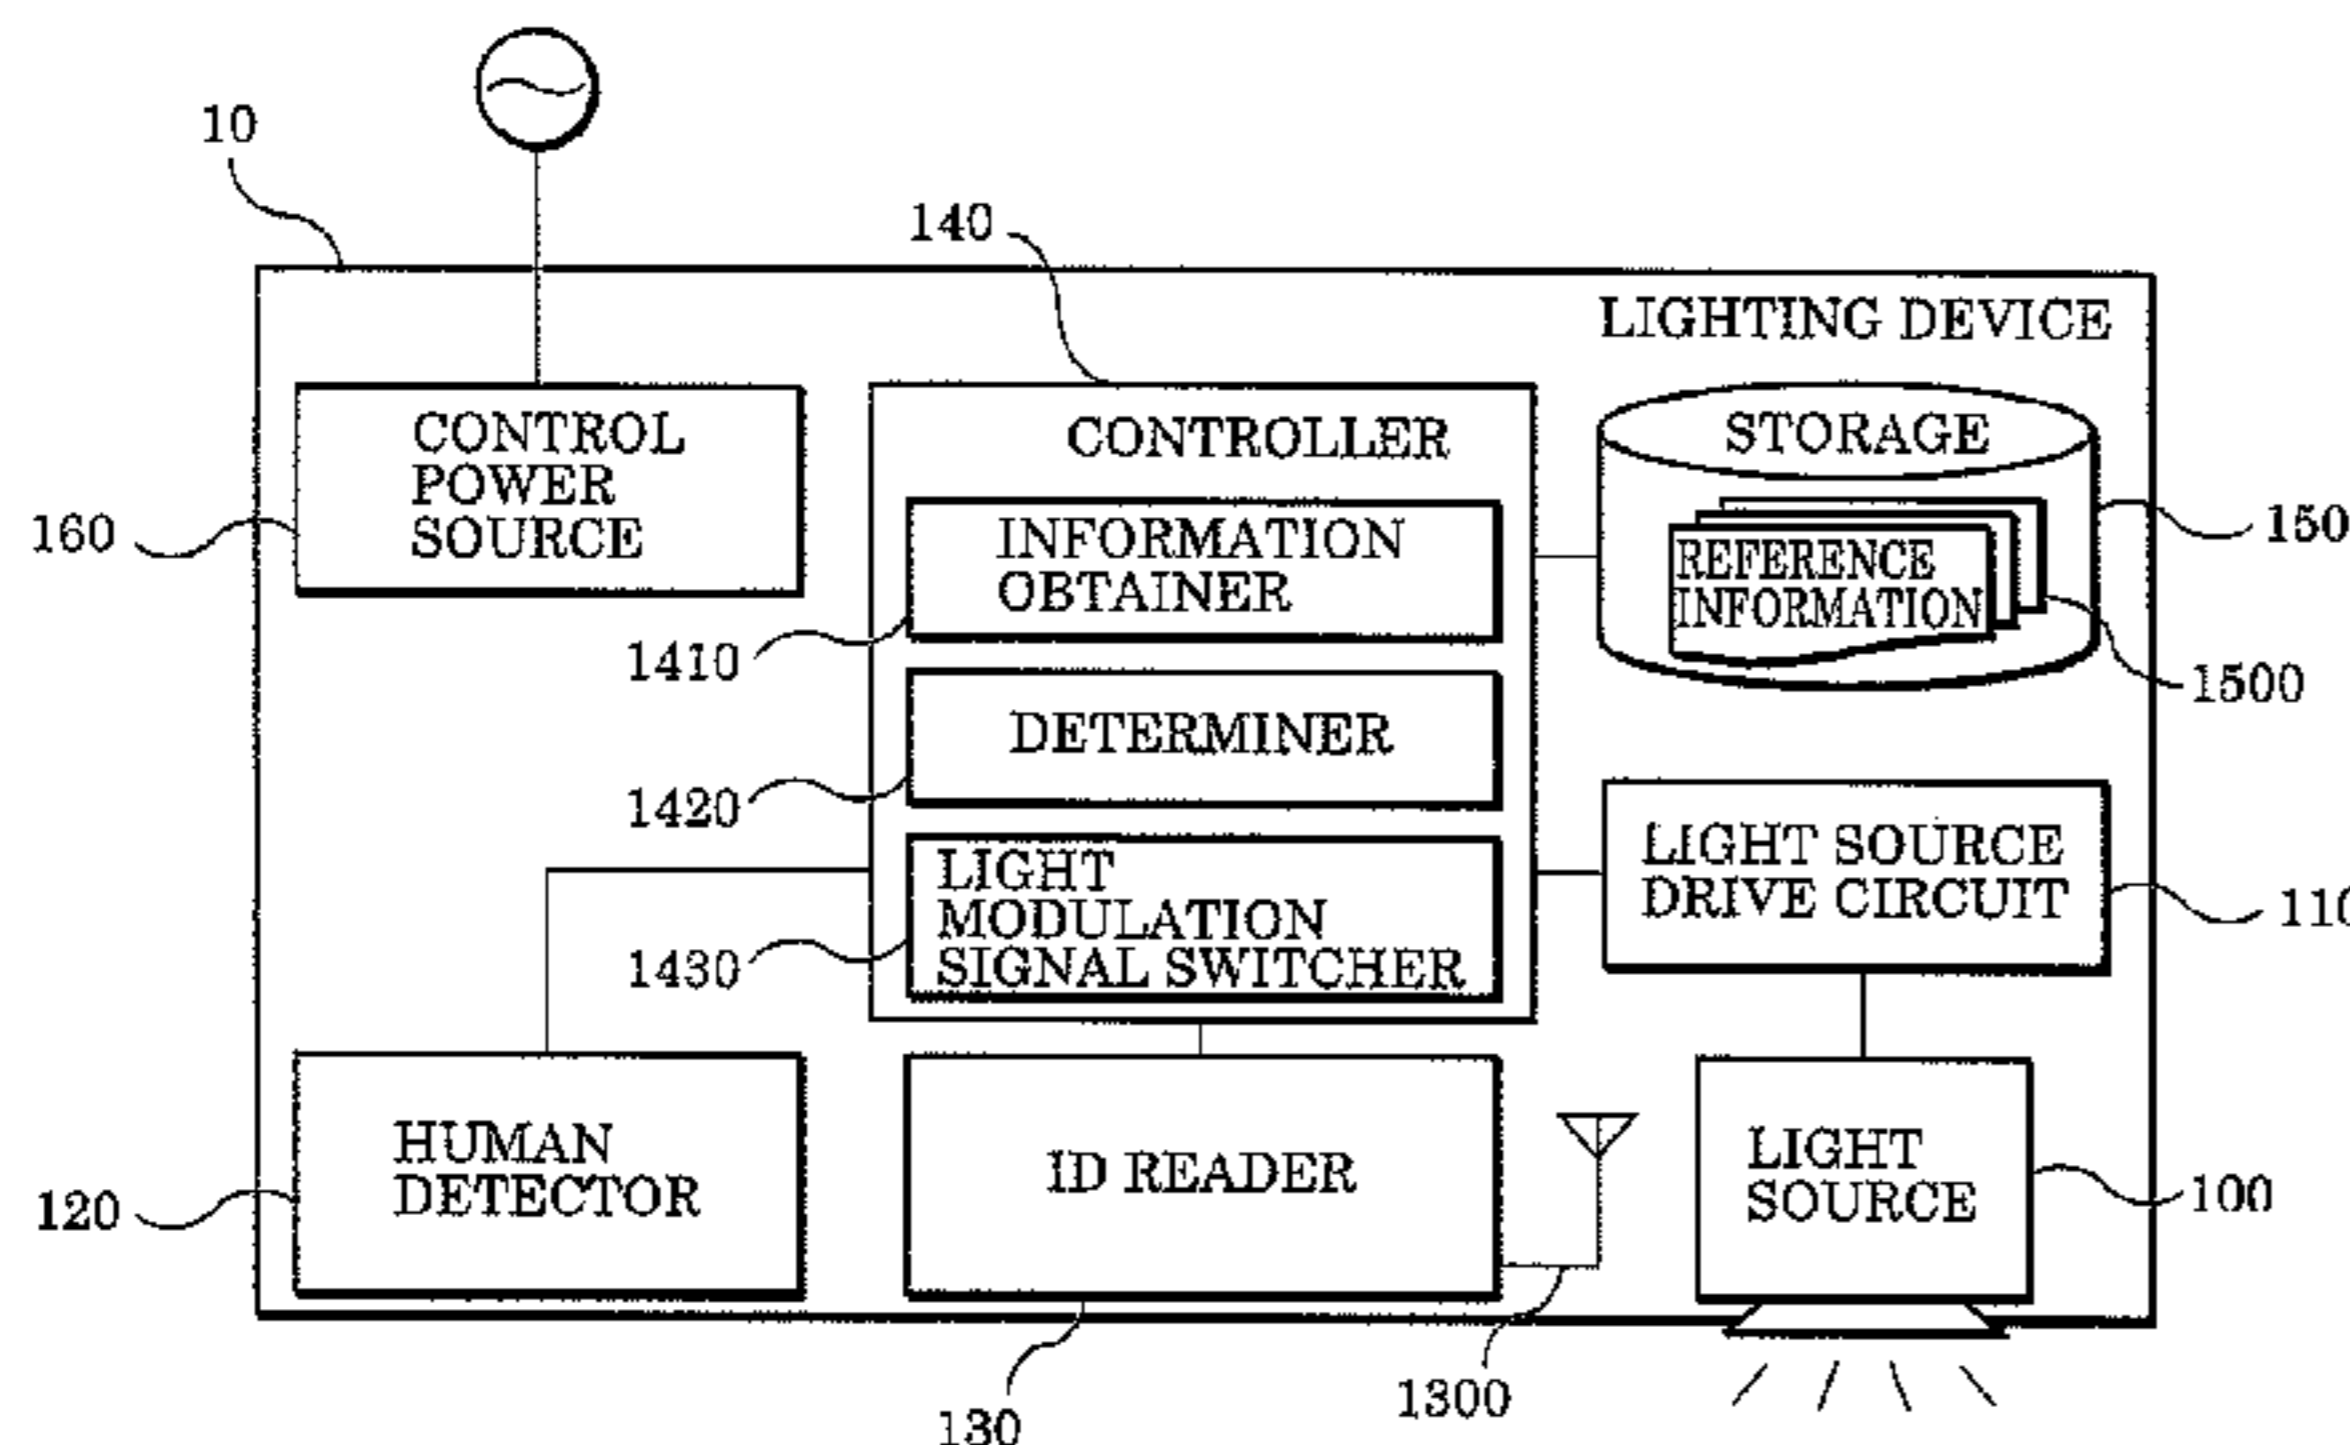 10
140
LIGHTING DEVICE
CONTROL
POWER
SOURCE
160
CONTROLLER
STORAGE
INFORMATION
OBTAINER
1410
REFERENCE
INFORMATION
150
1500
DETERMINER
1420
LIGHT
MODULATION
SIGNAL SWITCHER
1430
LIGHT SOURCE
DRIVE CIRCUIT
110
HUMAN
DETECTOR
120
ID READER
LIGHT
SOURCE
100
130
1300